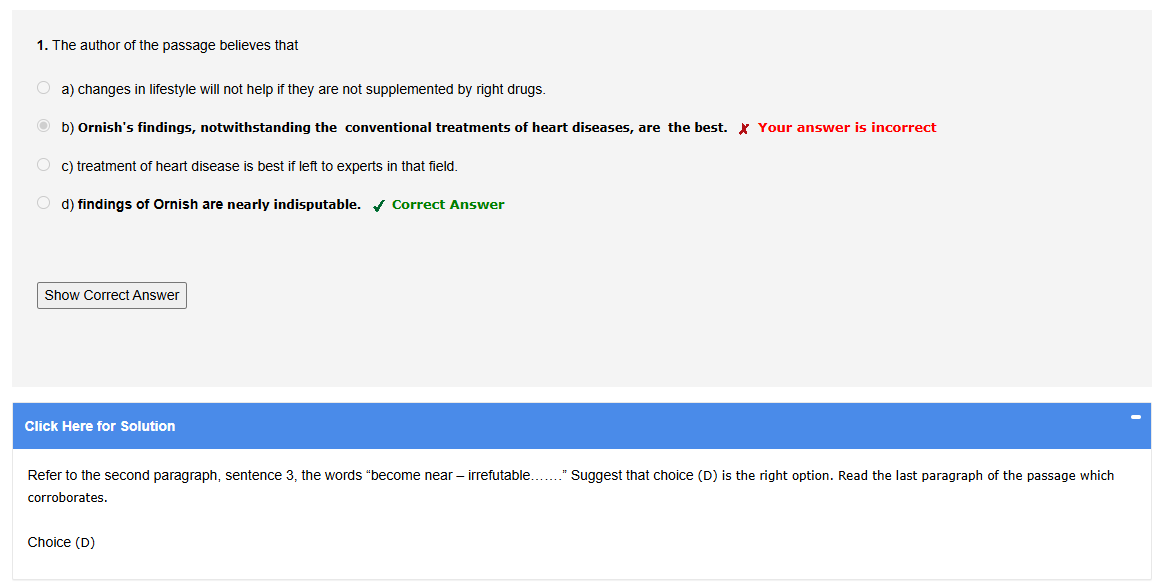 1. The author of the passage believes that
a) changes in lifestyle will not help if they are not supplemented by right drugs.
b) Ornish's findings, notwithstanding the conventional treatments of heart diseases, are the best. ✗ Your answer is incorrect
c) treatment of heart disease is best if left to experts in that field.
d) findings of Ornish are nearly indisputable. ✓ Correct Answer
Show Correct Answer
Click Here for Solution
Refer to the second paragraph, sentence 3, the words “become near – irrefutable…….” Suggest that choice (D) is the right option. Read the last paragraph of the passage which
corroborates.
Choice (D)